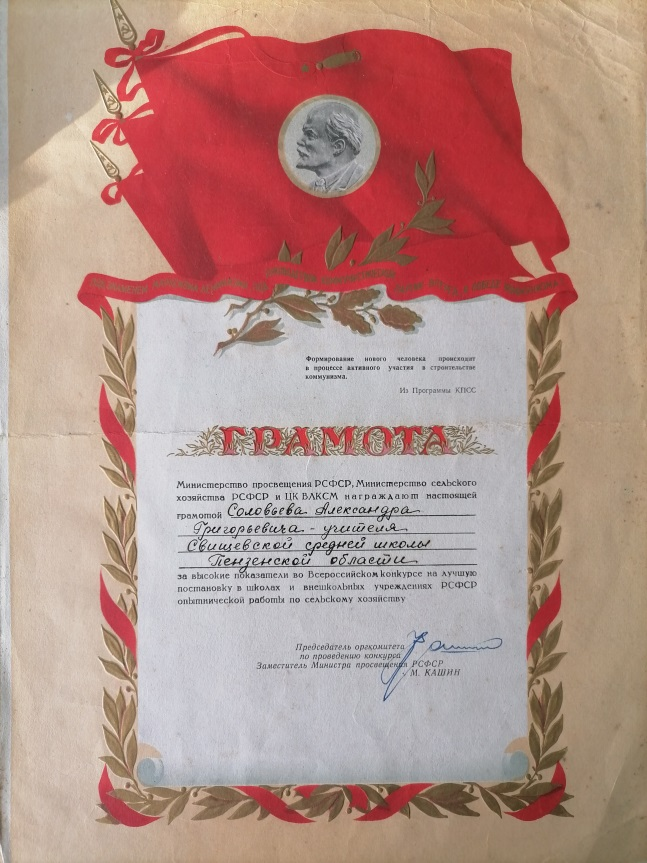 Формирование нового человека происходит
в процессе активного участия в строительстве
коммунизма.
Из Программы КПСС
ГРАМОТА
Министерство просвещения РСФСР, Министерство сельского
хозяйства РСФСР и ЦК ВЛКСМ награждают настоящей
грамотой Соловьева Александра
Григорьевича - учителя
Свищевской средней школы
Пензенской области
за высокие показатели во Всероссийском конкурсе на лучшую
постановку в школах и внешкольных учреждениях РСФСР
опытнической работы по сельскому хозяйству
Председатель оргкомитета
по проведению конкурса
Заместитель Министра просвещения РСФСР
М. КАШИН